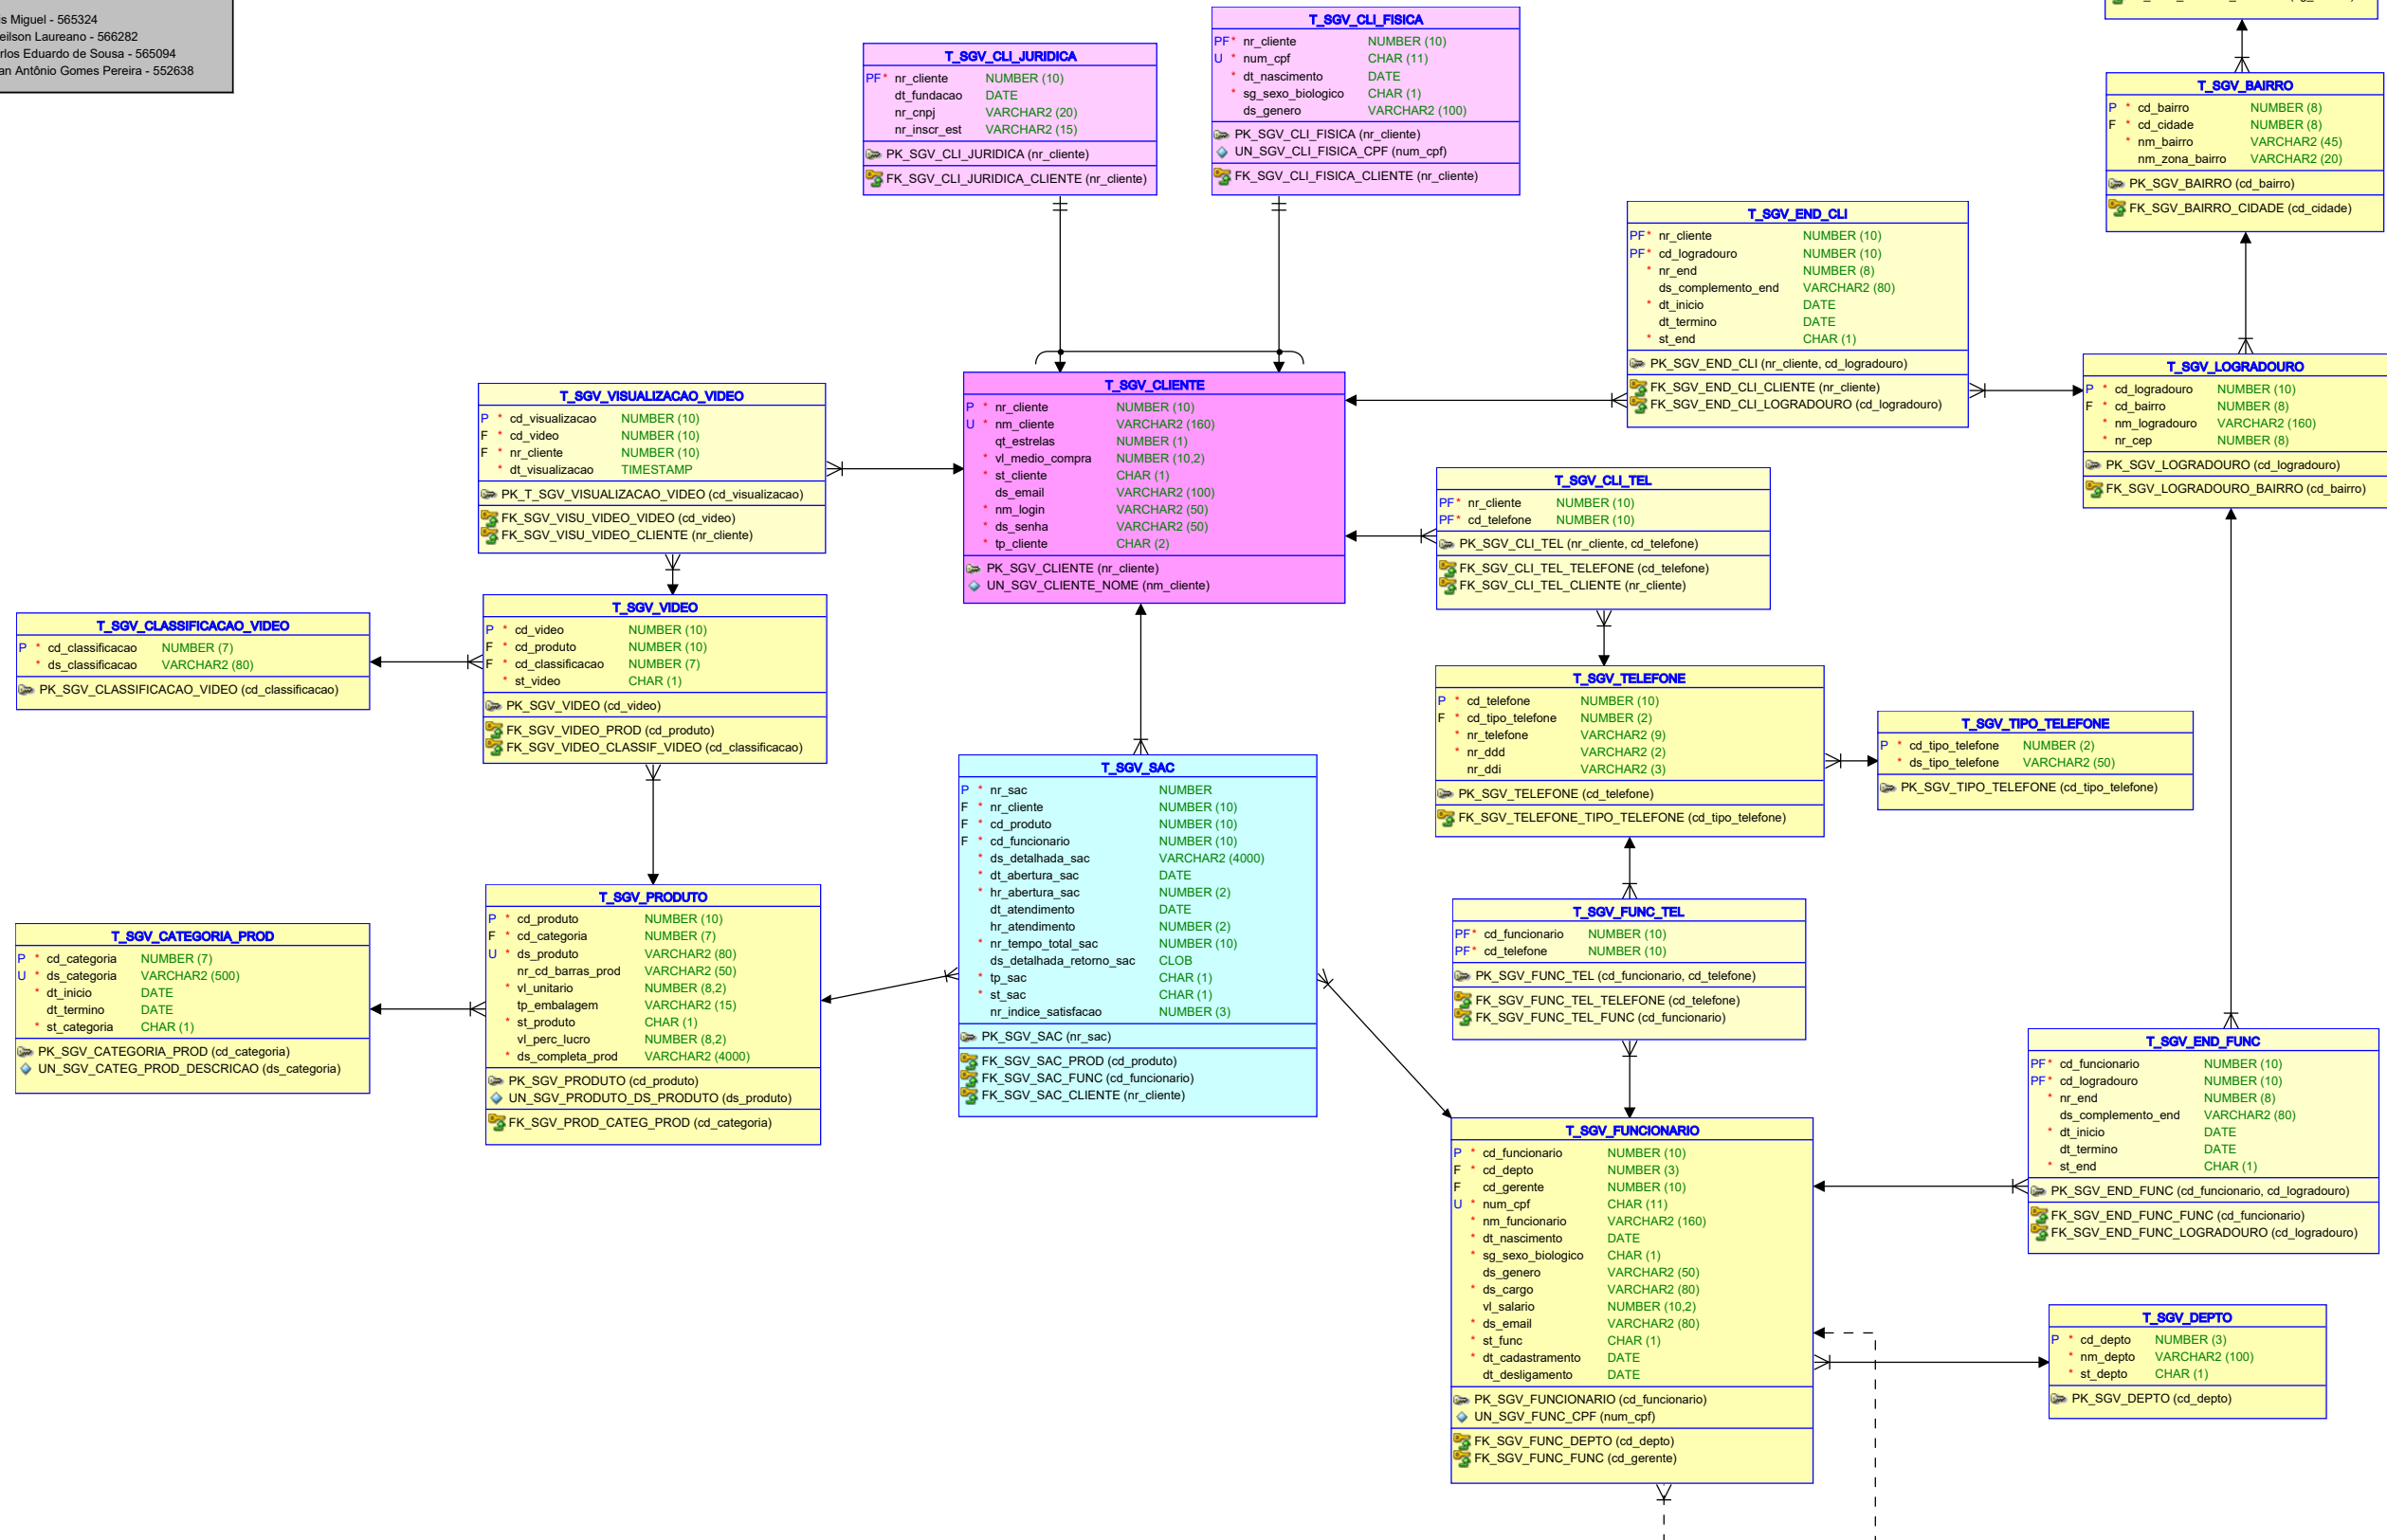 is Miguel - 565324
eilson Laureano - 566282
rlos Eduardo de Sousa - 565094
an Antônio Gomes Pereira - 552638
T_SGV_CLI_JURIDICA
PF* nr_cliente NUMBER (10)
dt_fundacao DATE
nr_cnpj VARCHAR2 (20)
nr_inscr_est VARCHAR2 (15)
PK_SGV_CLI_JURIDICA (nr_cliente)
FK_SGV_CLI_JURIDICA_CLIENTE (nr_cliente)
T_SGV_CLI_FISICA
PF* nr_cliente NUMBER (10)
U * num_cpf CHAR (11)
* dt_nascimento DATE
* sg_sexo_biologico CHAR (1)
ds_genero VARCHAR2 (100)
PK_SGV_CLI_FISICA (nr_cliente)
UN_SGV_CLI_FISICA_CPF (num_cpf)
FK_SGV_CLI_FISICA_CLIENTE (nr_cliente)
T_SGV_BAIRRO
P * cd_bairro NUMBER (8)
F * cd_cidade NUMBER (8)
* nm_bairro VARCHAR2 (45)
nm_zona_bairro VARCHAR2 (20)
PK_SGV_BAIRRO (cd_bairro)
FK_SGV_BAIRRO_CIDADE (cd_cidade)
T_SGV_END_CLI
PF* nr_cliente NUMBER (10)
PF* cd_logradouro NUMBER (10)
* nr_end NUMBER (8)
ds_complemento_end VARCHAR2 (80)
* dt_inicio DATE
dt_termino DATE
* st_end CHAR (1)
PK_SGV_END_CLI (nr_cliente, cd_logradouro)
FK_SGV_END_CLI_CLIENTE (nr_cliente)
FK_SGV_END_CLI_LOGRADOURO (cd_logradouro)
T_SGV_LOGRADOURO
P * cd_logradouro NUMBER (10)
F * cd_bairro NUMBER (8)
* nm_logradouro VARCHAR2 (160)
* nr_cep NUMBER (8)
PK_SGV_LOGRADOURO (cd_logradouro)
FK_SGV_LOGRADOURO_BAIRRO (cd_bairro)
T_SGV_VISUALIZACAO_VIDEO
P * cd_visualizacao NUMBER (10)
F * cd_video NUMBER (10)
F * nr_cliente NUMBER (10)
* dt_visualizacao TIMESTAMP
PK_T_SGV_VISUALIZACAO_VIDEO (cd_visualizacao)
FK_SGV_VISU_VIDEO_VIDEO (cd_video)
FK_SGV_VISU_VIDEO_CLIENTE (nr_cliente)
T_SGV_CLIENTE
P * nr_cliente NUMBER (10)
U * nm_cliente VARCHAR2 (160)
qt_estrelas NUMBER (1)
* vl_medio_compra NUMBER (10,2)
* st_cliente CHAR (1)
ds_email VARCHAR2 (100)
* nm_login VARCHAR2 (50)
* ds_senha VARCHAR2 (50)
* tp_cliente CHAR (2)
PK_SGV_CLIENTE (nr_cliente)
UN_SGV_CLIENTE_NOME (nm_cliente)
T_SGV_CLI_TEL
PF* nr_cliente NUMBER (10)
PF* cd_telefone NUMBER (10)
PK_SGV_CLI_TEL (nr_cliente, cd_telefone)
FK_SGV_CLI_TEL_TELEFONE (cd_telefone)
FK_SGV_CLI_TEL_CLIENTE (nr_cliente)
T_SGV_CLASSIFICACAO_VIDEO
P * cd_classificacao NUMBER (7)
* ds_classificacao VARCHAR2 (80)
PK_SGV_CLASSIFICACAO_VIDEO (cd_classificacao)
T_SGV_VIDEO
P * cd_video NUMBER (10)
F * cd_produto NUMBER (10)
F * cd_classificacao NUMBER (7)
* st_video CHAR (1)
PK_SGV_VIDEO (cd_video)
FK_SGV_VIDEO_PROD (cd_produto)
FK_SGV_VIDEO_CLASSIF_VIDEO (cd_classificacao)
T_SGV_TELEFONE
P * cd_telefone NUMBER (10)
F * cd_tipo_telefone NUMBER (2)
* nr_telefone VARCHAR2 (9)
* nr_ddd VARCHAR2 (2)
nr_ddi VARCHAR2 (3)
PK_SGV_TELEFONE (cd_telefone)
FK_SGV_TELEFONE_TIPO_TELEFONE (cd_tipo_telefone)
T_SGV_TIPO_TELEFONE
P * cd_tipo_telefone NUMBER (2)
* ds_tipo_telefone VARCHAR2 (50)
PK_SGV_TIPO_TELEFONE (cd_tipo_telefone)
T_SGV_SAC
P * nr_sac NUMBER
F * nr_cliente NUMBER (10)
F * cd_produto NUMBER (10)
F * cd_funcionario NUMBER (10)
* ds_detalhada_sac VARCHAR2 (4000)
* dt_abertura_sac DATE
* hr_abertura_sac NUMBER (2)
dt_atendimento DATE
hr_atendimento NUMBER (2)
* nr_tempo_total_sac NUMBER (10)
ds_detalhada_retorno_sac CLOB
* tp_sac CHAR (1)
* st_sac CHAR (1)
nr_indice_satisfacao NUMBER (3)
PK_SGV_SAC (nr_sac)
FK_SGV_SAC_PROD (cd_produto)
FK_SGV_SAC_FUNC (cd_funcionario)
FK_SGV_SAC_CLIENTE (nr_cliente)
T_SGV_CATEGORIA_PROD
P * cd_categoria NUMBER (7)
U * ds_categoria VARCHAR2 (500)
* dt_inicio DATE
dt_termino DATE
* st_categoria CHAR (1)
PK_SGV_CATEGORIA_PROD (cd_categoria)
UN_SGV_CATEG_PROD_DESCRICAO (ds_categoria)
T_SGV_PRODUTO
P * cd_produto NUMBER (10)
F * cd_categoria NUMBER (7)
U * ds_produto VARCHAR2 (80)
nr_cd_barras_prod VARCHAR2 (50)
* vl_unitario NUMBER (8,2)
tp_embalagem VARCHAR2 (15)
* st_produto CHAR (1)
vl_perc_lucro NUMBER (8,2)
* ds_completa_prod VARCHAR2 (4000)
PK_SGV_PRODUTO (cd_produto)
UN_SGV_PRODUTO_DS_PRODUTO (ds_produto)
FK_SGV_PROD_CATEG_PROD (cd_categoria)
T_SGV_FUNC_TEL
PF* cd_funcionario NUMBER (10)
PF* cd_telefone NUMBER (10)
PK_SGV_FUNC_TEL (cd_funcionario, cd_telefone)
FK_SGV_FUNC_TEL_TELEFONE (cd_telefone)
FK_SGV_FUNC_TEL_FUNC (cd_funcionario)
T_SGV_END_FUNC
PF* cd_funcionario NUMBER (10)
PF* cd_logradouro NUMBER (10)
* nr_end NUMBER (8)
ds_complemento_end VARCHAR2 (80)
* dt_inicio DATE
dt_termino DATE
* st_end CHAR (1)
PK_SGV_END_FUNC (cd_funcionario, cd_logradouro)
FK_SGV_END_FUNC_FUNC (cd_funcionario)
FK_SGV_END_FUNC_LOGRADOURO (cd_logradouro)
T_SGV_FUNCIONARIO
P * cd_funcionario NUMBER (10)
F * cd_depto NUMBER (3)
F cd_gerente NUMBER (10)
U * num_cpf CHAR (11)
* nm_funcionario VARCHAR2 (160)
* dt_nascimento DATE
* sg_sexo_biologico CHAR (1)
ds_genero VARCHAR2 (50)
* ds_cargo VARCHAR2 (80)
vl_salario NUMBER (10,2)
* ds_email VARCHAR2 (80)
* st_func CHAR (1)
* dt_cadastramento DATE
dt_desligamento DATE
PK_SGV_FUNCIONARIO (cd_funcionario)
UN_SGV_FUNC_CPF (num_cpf)
FK_SGV_FUNC_DEPTO (cd_depto)
FK_SGV_FUNC_FUNC (cd_gerente)
T_SGV_DEPTO
P * cd_depto NUMBER (3)
* nm_depto VARCHAR2 (100)
* st_depto CHAR (1)
PK_SGV_DEPTO (cd_depto)